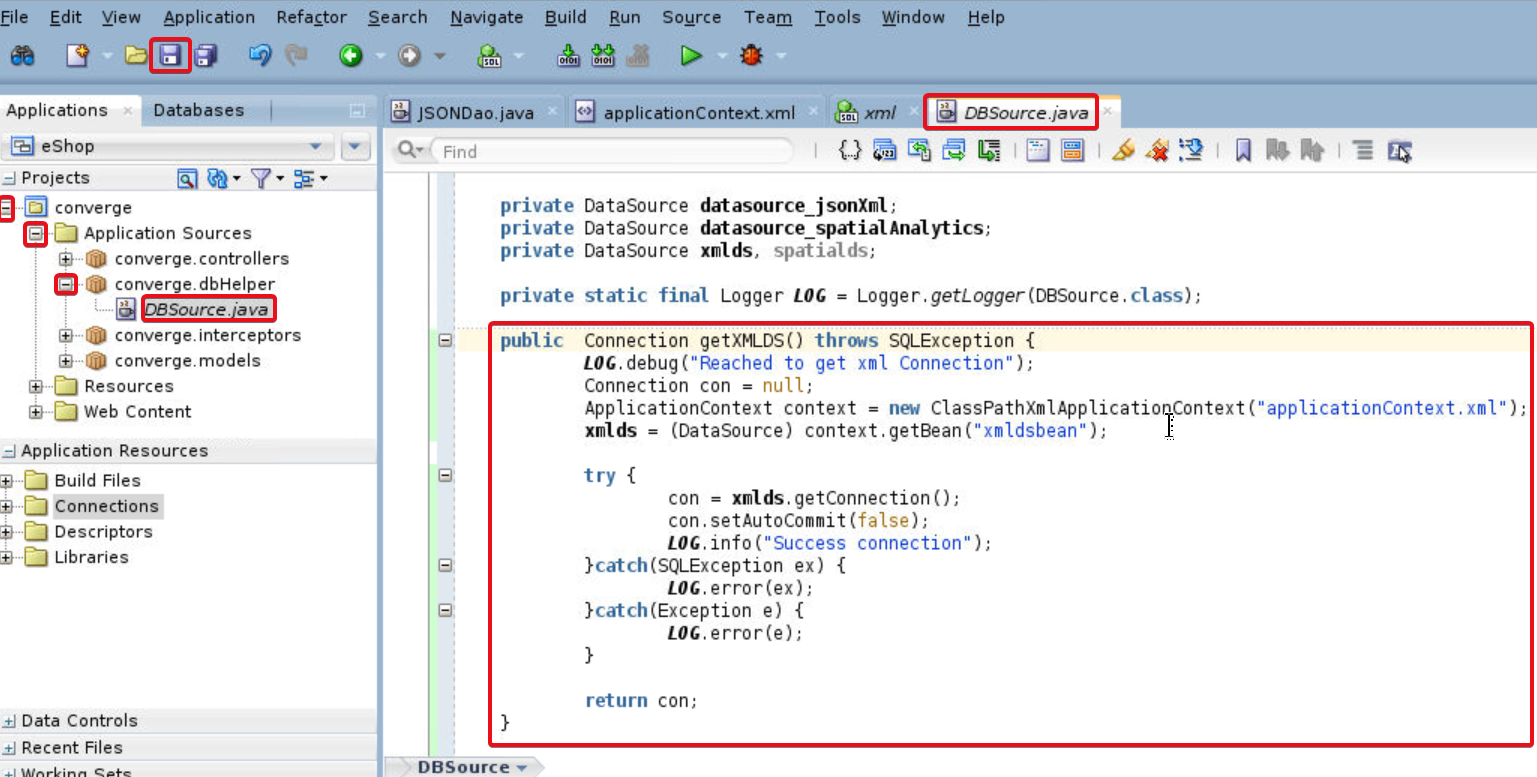 File Edit View Application Refactor Search Navigate Build Run Source Team Tools Window Help
Applications Databases
JSONDao.java applicationContext.xml xml DBSource.java
eShop
Find
Projects
converge
Application Sources
converge.controllers
converge.dbHelper
DBSource.java
converge.interceptors
converge.models
Resources
Web Content
Application Resources
Build Files
Connections
Descriptors
Libraries
Data Controls
Recent Files
Working Sets
private DataSource datasource_jsonXml;
private DataSource datasource_spatialAnalytics;
private DataSource xmlds, spatialds;
private static final Logger LOG = Logger.getLogger(DBSource.class);
public  Connection getXMLDS() throws SQLException {
LOG.debug("Reached to get xml Connection");
Connection con = null;
ApplicationContext context = new ClassPathXmlApplicationContext("applicationContext.xml");
xmlds = (DataSource) context.getBean("xmldsbean");
try {
con = xmlds.getConnection();
con.setAutoCommit(false);
LOG.info("Success connection");
}catch(SQLException ex) {
LOG.error(ex);
}catch(Exception e) {
LOG.error(e);
}
return con;
}
DBSource